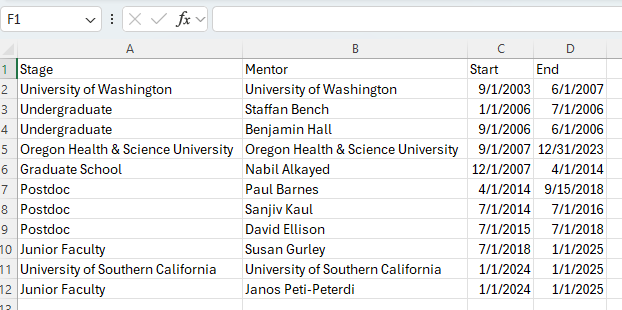 F1 fx
A B C D
1 Stage Mentor Start End
2 University of Washington University of Washington 9/1/2003 6/1/2007
3 Undergraduate Staffan Bench 1/1/2006 7/1/2006
4 Undergraduate Benjamin Hall 9/1/2006 6/1/2006
5 Oregon Health & Science University Oregon Health & Science University 9/1/2007 12/31/2023
6 Graduate School Nabil Alkayed 12/1/2007 4/1/2014
7 Postdoc Paul Barnes 4/1/2014 9/15/2018
8 Postdoc Sanjiv Kaul 7/1/2014 7/1/2016
9 Postdoc David Ellison 7/1/2015 7/1/2018
10 Junior Faculty Susan Gurley 7/1/2018 1/1/2025
11 University of Southern California University of Southern California 1/1/2024 1/1/2025
12 Junior Faculty Janos Peti-Peterdi 1/1/2024 1/1/2025
13